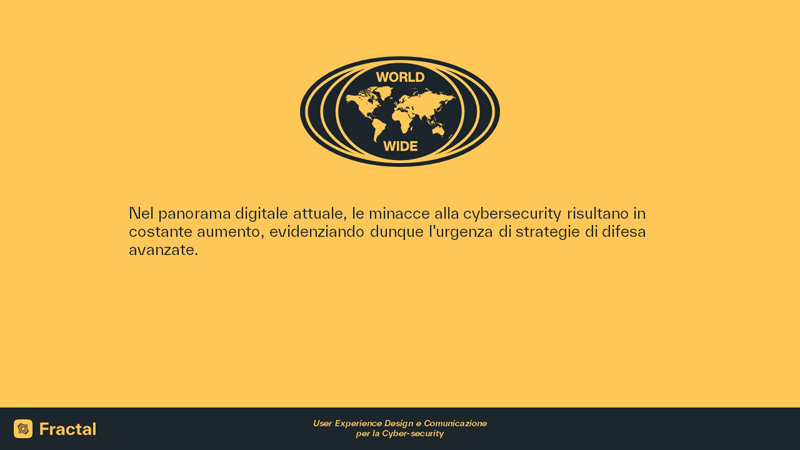 WORLD
WIDE
Nel panorama digitale attuale, le minacce alla cybersecurity risultano in
costante aumento, evidenziando dunque l'urgenza di strategie di difesa
avanzate.
Fractal
User Experience Design e Comunicazione
per la Cyber-security